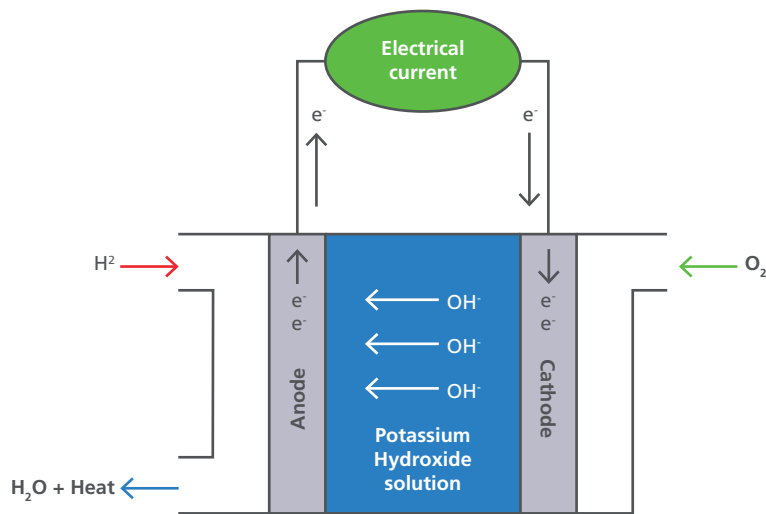 Electrical
current
e⁻
e⁻
H²
O₂
e⁻
e⁻
OH⁻
e⁻
e⁻
OH⁻
OH⁻
Anode
Cathode
Potassium
Hydroxide
solution
H₂O + Heat